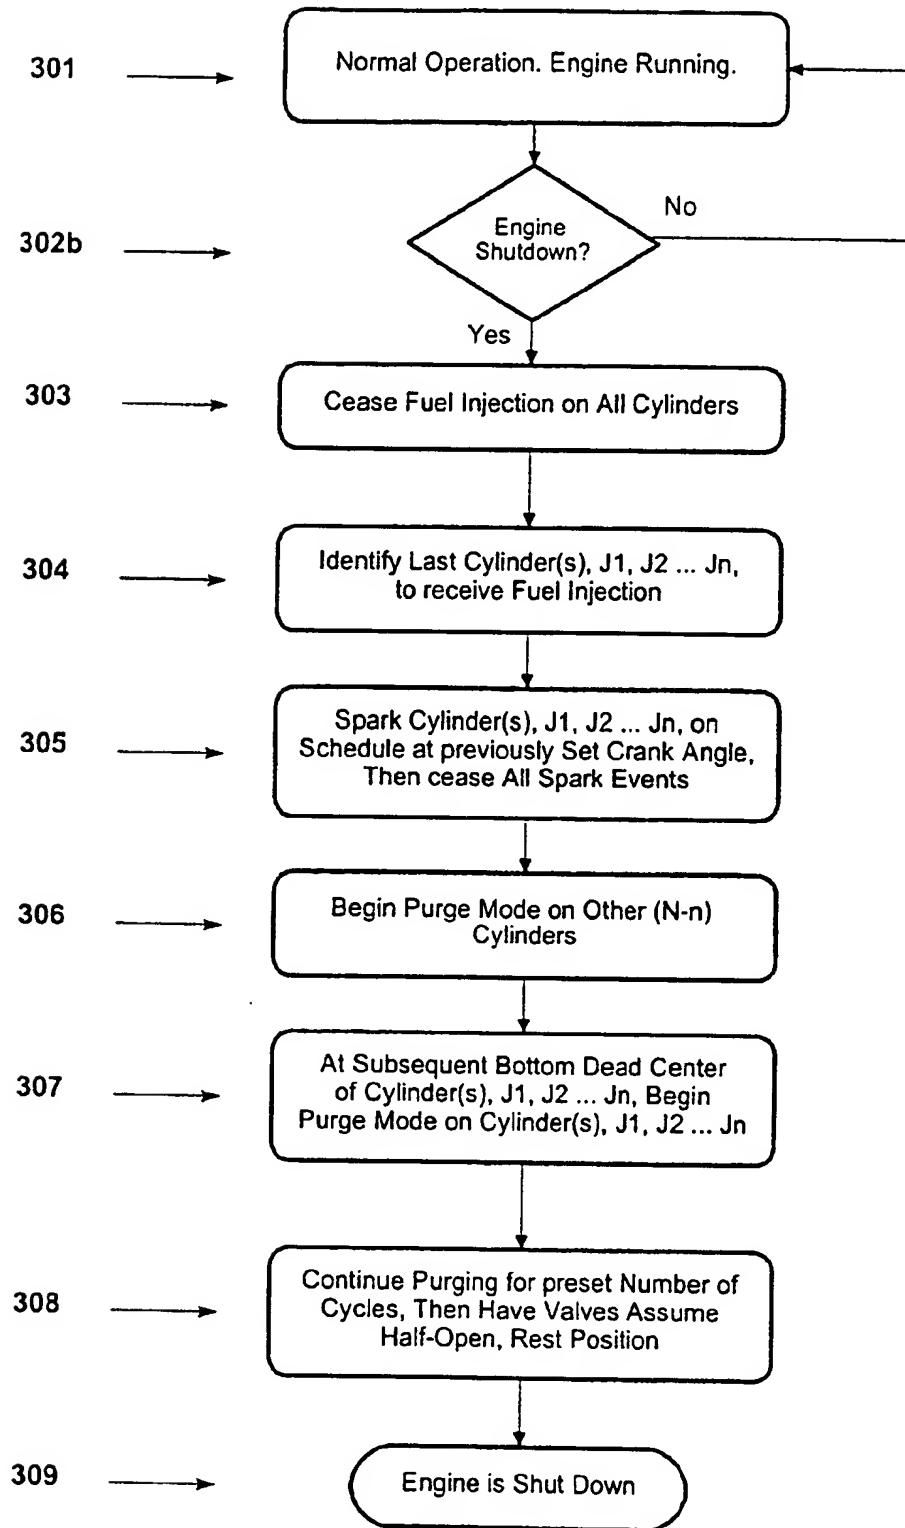 301
Normal Operation. Engine Running.
302b
Engine
Shutdown?
No
Yes
303
Cease Fuel Injection on All Cylinders
304
Identify Last Cylinder(s), J1, J2 ... Jn,
to receive Fuel Injection
305
Spark Cylinder(s), J1, J2 ... Jn, on
Schedule at previously Set Crank Angle,
Then cease All Spark Events
306
Begin Purge Mode on Other (N-n)
Cylinders
307
At Subsequent Bottom Dead Center
of Cylinder(s), J1, J2 ... Jn, Begin
Purge Mode on Cylinder(s), J1, J2 ... Jn
308
Continue Purging for preset Number of
Cycles, Then Have Valves Assume
Half-Open, Rest Position
309
Engine is Shut Down